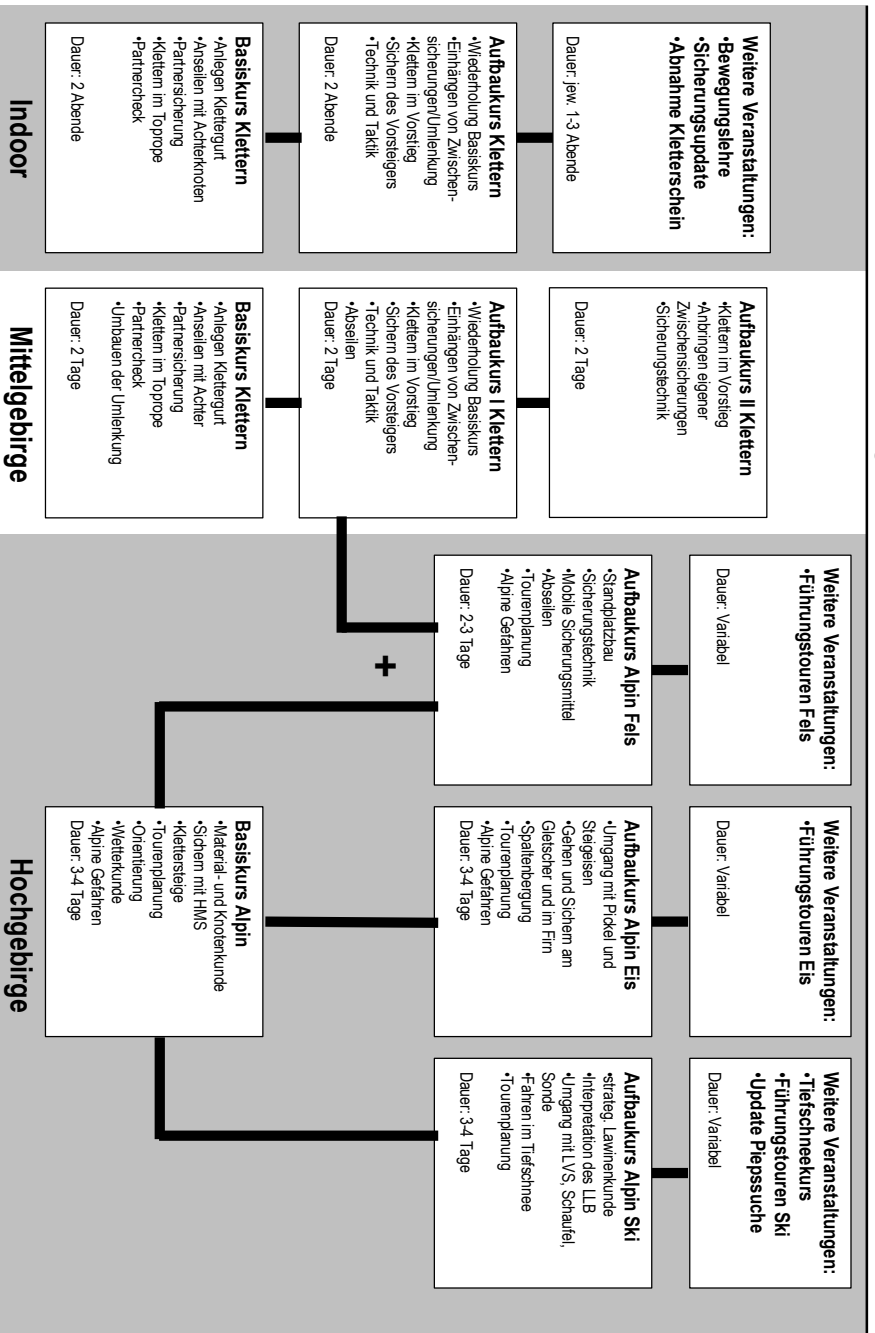 Weitere Veranstaltungen:
•Bewegungslehre
•Sicherungsupdate
•Abnahme Kletterschein
Dauer: jew. 1-3 Abende
Aufbaukurs Klettern
•Wiederholung Basiskurs
•Einhängen von Zwischen-
sicherungen/Umlenkung
•Klettern im Vorstieg
•Sichern des Vorsteigers
•Technik und Taktik
Dauer: 2 Abende
Basiskurs Klettern
•Anlegen Klettergurt
•Anseilen mit Achterknoten
•Partnersicherung
•Klettern im Toprope
•Partnercheck
Dauer: 2 Abende
Indoor
Aufbaukurs II Klettern
•Klettern im Vorstieg
•Anbringen eigener
Zwischensicherungen
•Sicherungstechnik
Dauer: 2 Tage
Aufbaukurs I Klettern
•Wiederholung Basiskurs
•Einhängen von Zwischen-
sicherungen/Umlenkung
•Klettern im Vorstieg
•Sichern des Vorsteigers
•Technik und Taktik
•Abseilen
Dauer: 2 Tage
Basiskurs Klettern
•Anlegen Klettergurt
•Anseilen mit Achter
•Partnersicherung
•Klettern im Toprope
•Partnercheck
•Umbauen der Umlenkung
Dauer: 2 Tage
Mittelgebirge
Weitere Veranstaltungen:
•Führungstouren Fels
Dauer: Variabel
Aufbaukurs Alpin Fels
•Standplatzbau
•Sicherungstechnik
•Mobile Sicherungsmittel
•Abseilen
•Tourenplanung
•Alpine Gefahren
Dauer: 2-3 Tage
+
Weitere Veranstaltungen:
•Führungstouren Eis
Dauer: Variabel
Aufbaukurs Alpin Eis
•Umgang mit Pickel und
Steigeisen
•Gehen und Sichern am
Gletscher und im Firn
•Spaltenbergung
•Tourenplanung
•Alpine Gefahren
Dauer: 3-4 Tage
Basiskurs Alpin
•Material- und Knotenkunde
•Sichern mit HMS
•Klettersteige
•Tourenplanung
•Orientierung
•Wetterkunde
•Alpine Gefahren
Dauer: 3-4 Tage
Weitere Veranstaltungen:
•Tiefschneekurs
•Führungstouren Ski
•Update Piepssuche
Dauer: Variabel
Aufbaukurs Alpin Ski
•strateg. Lawinenkunde
•Interpretation des LLB
•Umgang mit LVS, Schaufel,
Sonde
•Fahren im Tiefschnee
•Tourenplanung
Dauer: 3-4 Tage
Hochgebirge